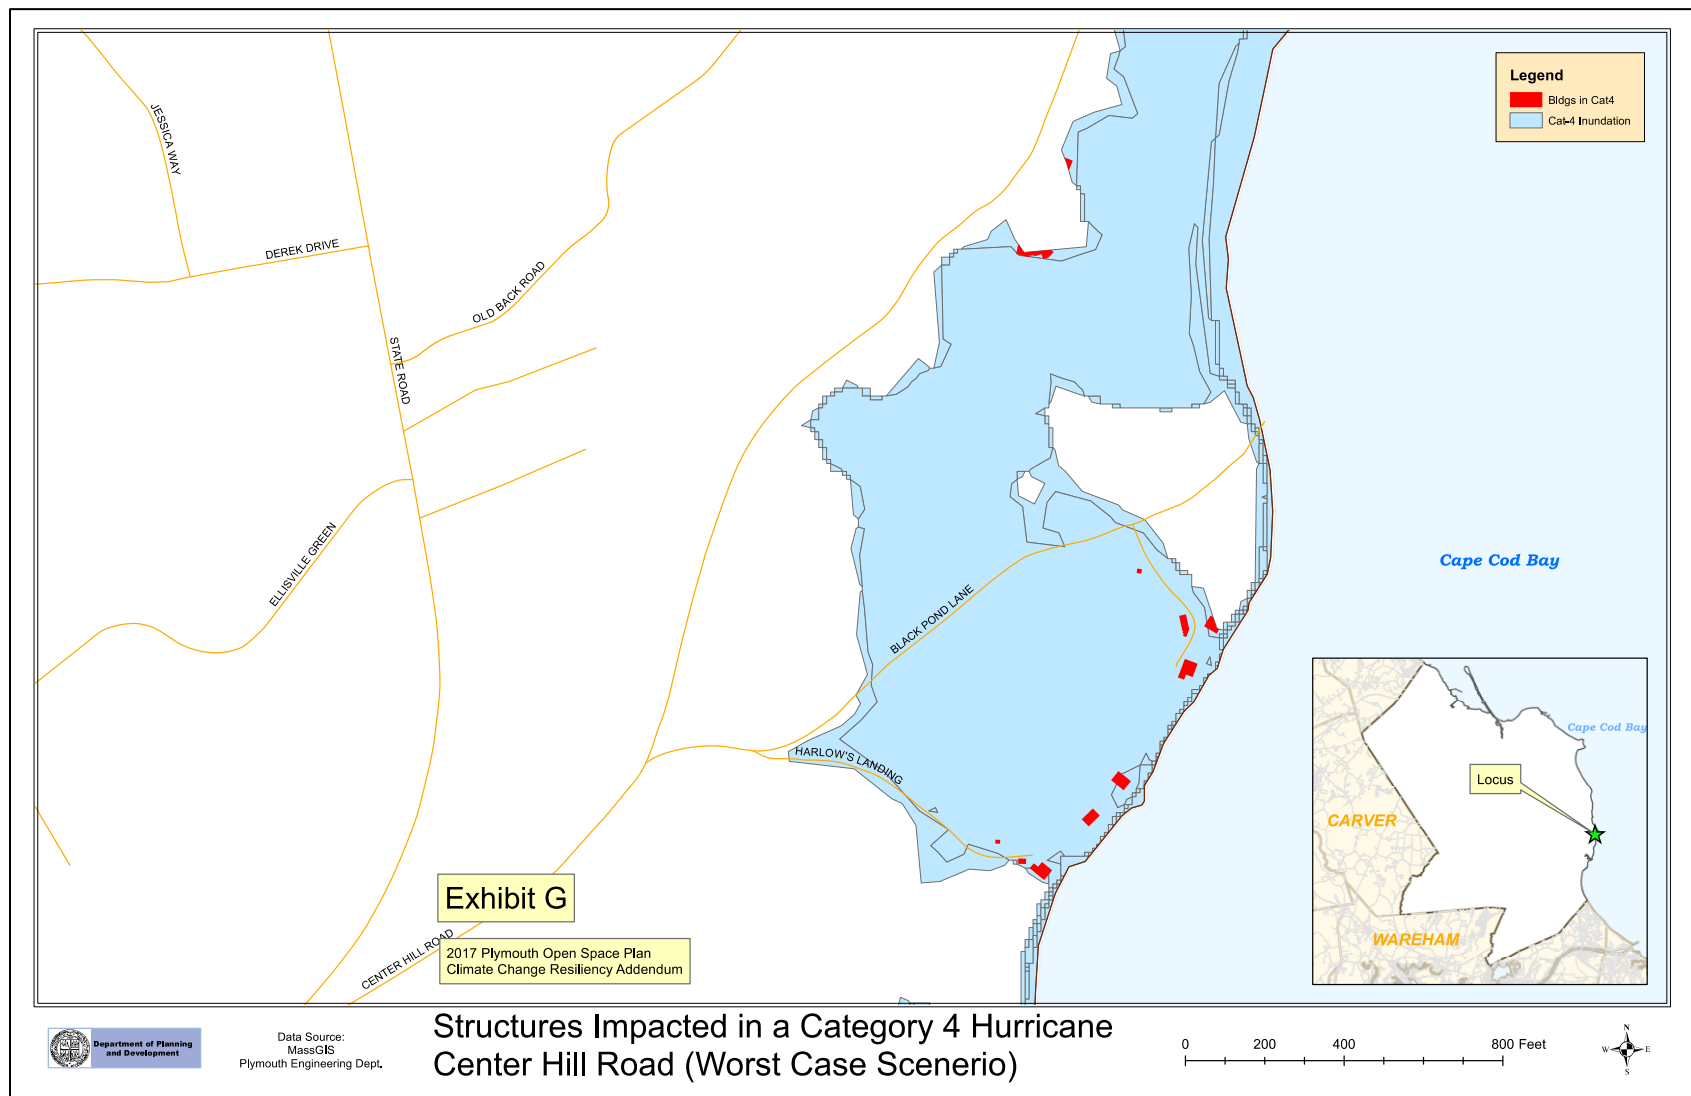 Legend
Bldgs in Cat4
Cat-4 Inundation
JESSICA WAY
DEREK DRIVE
OLD BACK ROAD
STATE ROAD
ELLISVILLE GREEN
BLACK POND LANE
HARLOW'S LANDING
CENTER HILL ROAD
Cape Cod Bay
Cape Cod Bay
Locus
CARVER
WAREHAM
Exhibit G
2017 Plymouth Open Space Plan
Climate Change Resiliency Addendum
Department of Planning
and Development
Data Source:
MassGIS
Plymouth Engineering Dept.
Structures Impacted in a Category 4 Hurricane
Center Hill Road (Worst Case Scenerio)
0 200 400 800 Feet
N
W E
S